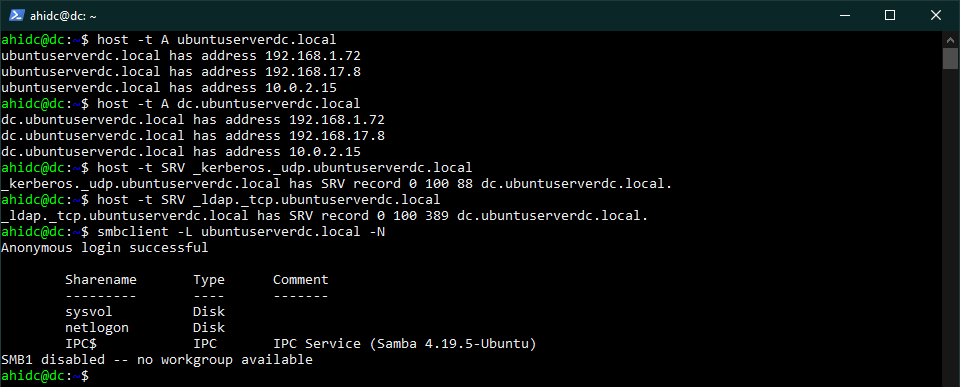 ahidc@dc: ~
ahidc@dc:~$ host -t A ubuntuserverdc.local
ubuntuserverdc.local has address 192.168.1.72
ubuntuserverdc.local has address 192.168.17.8
ubuntuserverdc.local has address 10.0.2.15
ahidc@dc:~$ host -t A dc.ubuntuserverdc.local
dc.ubuntuserverdc.local has address 192.168.1.72
dc.ubuntuserverdc.local has address 192.168.17.8
dc.ubuntuserverdc.local has address 10.0.2.15
ahidc@dc:~$ host -t SRV _kerberos._udp.ubuntuserverdc.local
_kerberos._udp.ubuntuserverdc.local has SRV record 0 100 88 dc.ubuntuserverdc.local.
ahidc@dc:~$ host -t SRV _ldap._tcp.ubuntuserverdc.local
_ldap._tcp.ubuntuserverdc.local has SRV record 0 100 389 dc.ubuntuserverdc.local.
ahidc@dc:~$ smbclient -L ubuntuserverdc.local -N
Anonymous login successful
Sharename       Type      Comment
---------       ----      -------
sysvol          Disk
netlogon        Disk
IPC$            IPC       IPC Service (Samba 4.19.5-Ubuntu)
SMB1 disabled -- no workgroup available
ahidc@dc:~$